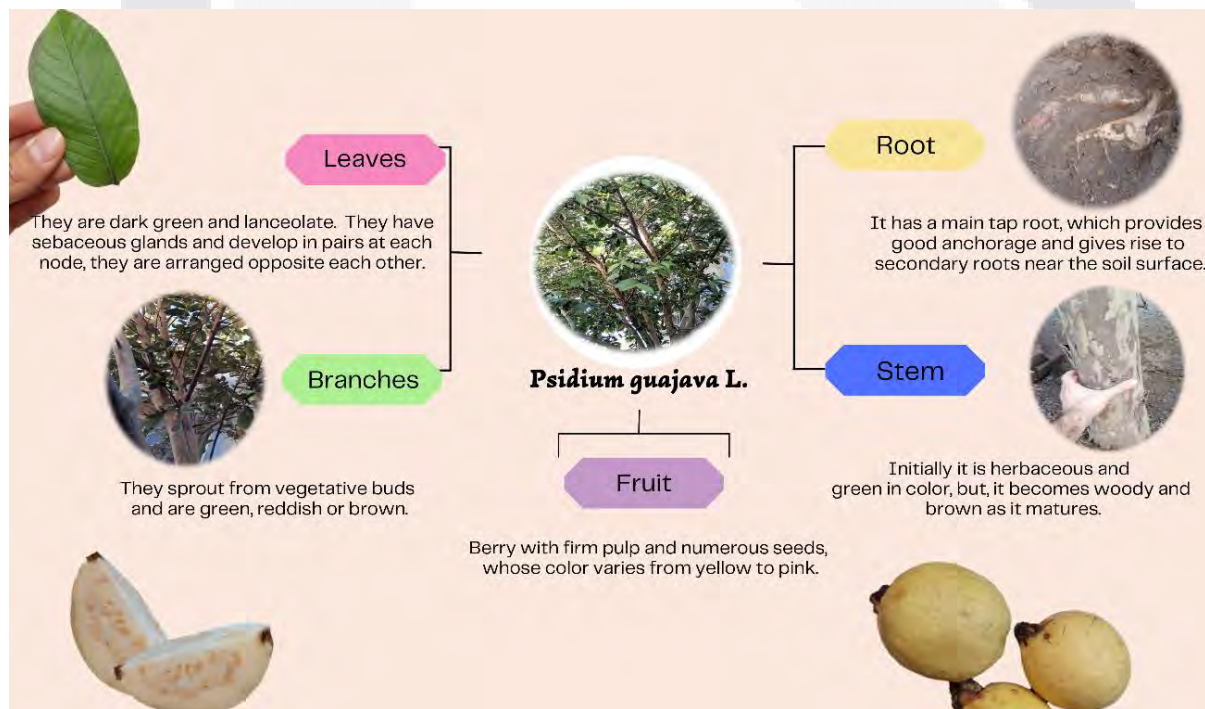 Leaves
They are dark green and lanceolate. They have
sebaceous glands and develop in pairs at each
node, they are arranged opposite each other.
Branches
They sprout from vegetative buds
and are green, reddish or brown.
Psidium guajava L.
Fruit
Berry with firm pulp and numerous seeds,
whose color varies from yellow to pink.
Root
It has a main tap root, which provides
good anchorage and gives rise to
secondary roots near the soil surface.
Stem
Initially it is herbaceous and
green in color, but, it becomes woody and
brown as it matures.